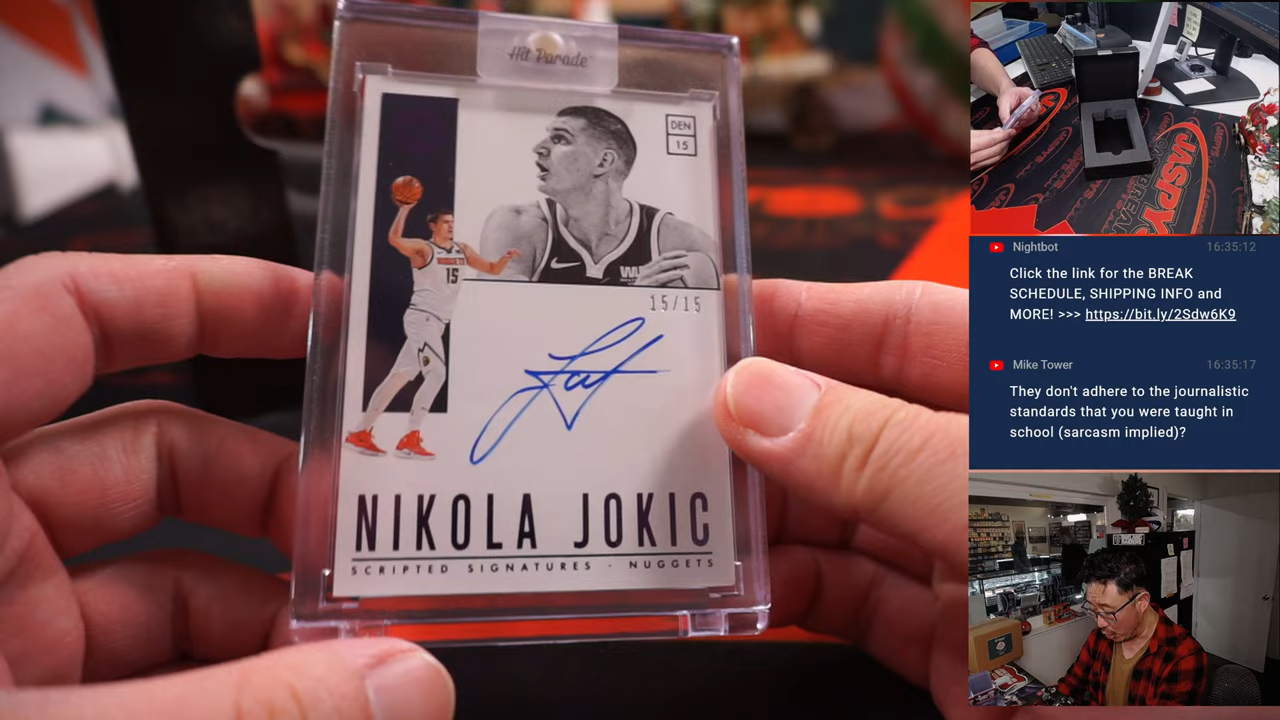 Hit Parade
DEN
15
15
15/15
NIKOLA JOKIC
SCRIPTED SIGNATURES · NUGGETS
JASPY'S
Nightbot
16:35:12
Click the link for the BREAK
SCHEDULE, SHIPPING INFO and
MORE! >>> https://bit.ly/2Sdw6K9
Mike Tower
16:35:17
They don't adhere to the journalistic
standards that you were taught in
school (sarcasm implied)?